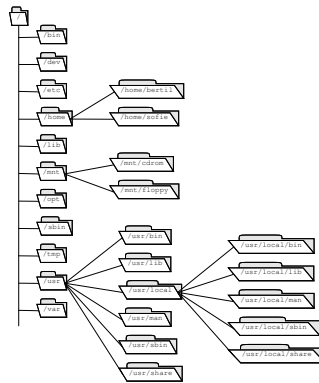 /
/bin
/dev
/etc
/home
/home/bertil
/home/sofie
/lib
/mnt
/mnt/cdrom
/mnt/floppy
/opt
/sbin
/tmp
/usr
/usr/bin
/usr/lib
/usr/local
/usr/local/bin
/usr/local/lib
/usr/local/man
/usr/local/sbin
/usr/local/share
/usr/man
/usr/sbin
/usr/share
/var